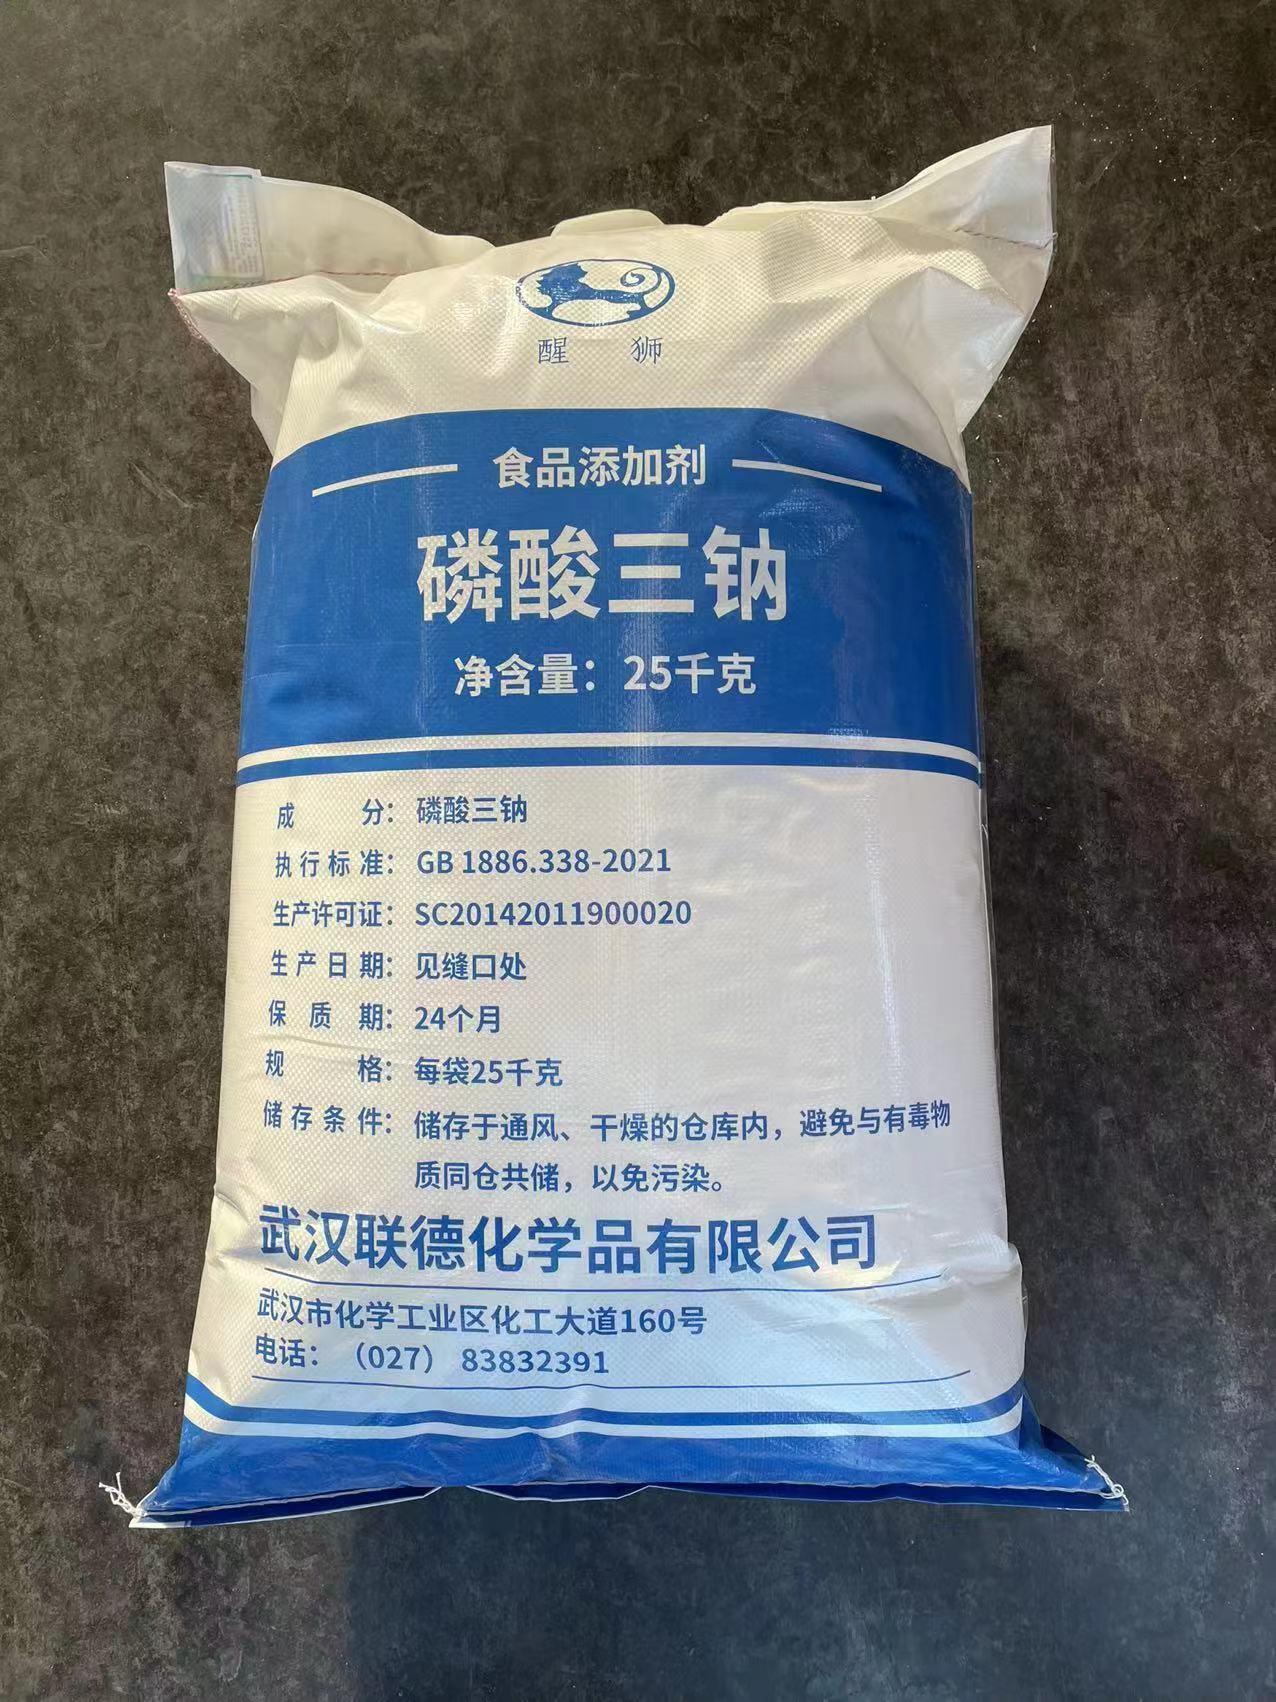 醒狮
食品添加剂
磷酸三钠
净含量：25千克
成分：磷酸三钠
执行标准：GB 1886.338-2021
生产许可证：SC20142011900020
生产日期：见缝口处
保质期：24个月
规格：每袋25千克
储存条件：储存于通风、干燥的仓库内，避免与有毒物
质同仓共储，以免污染。
武汉联德化学品有限公司
武汉市化学工业区化工大道160号
电话：（027） 83832391